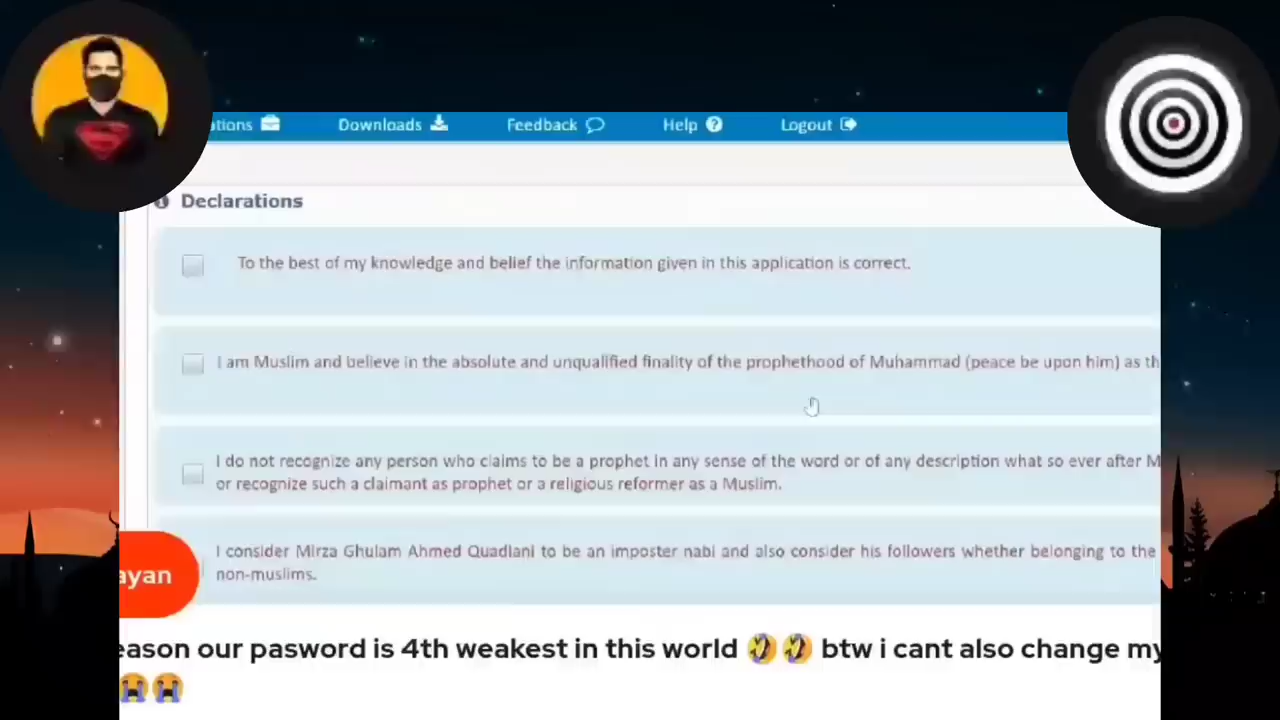 ations Downloads Feedback Help Logout
Declarations
To the best of my knowledge and belief the information given in this application is correct.
I am Muslim and believe in the absolute and unqualified finality of the prophethood of Muhammad (peace be upon him) as th
I do not recognize any person who claims to be a prophet in any sense of the word or of any description what so ever after M
or recognize such a claimant as prophet or a religious reformer as a Muslim.
I consider Mirza Ghulam Ahmed Quadiani to be an imposter nabi and also consider his followers whether belonging to the
non-muslims.
ayan
eason our pasword is 4th weakest in this world 🤣🤣 btw i cant also change my
😭😭